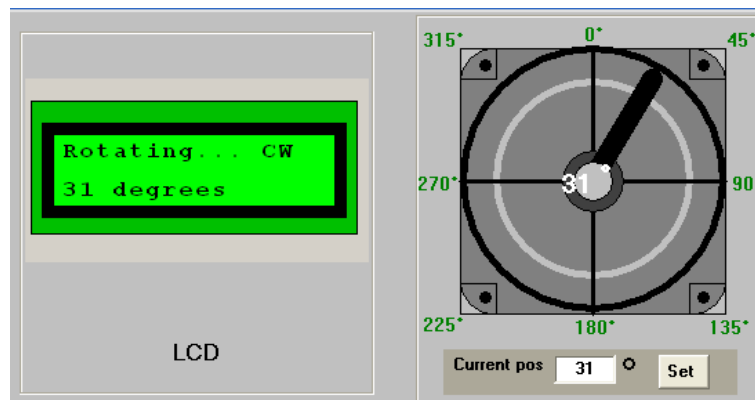 Rotating... CW
31 degrees
LCD
315°
0°
45°
270°
31°
90
225°
180°
135°
Current pos 31 ° Set